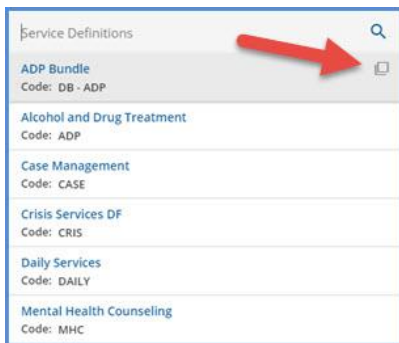 Service Definitions
ADP Bundle
Code: DB - ADP
Alcohol and Drug Treatment
Code: ADP
Case Management
Code: CASE
Crisis Services DF
Code: CRIS
Daily Services
Code: DAILY
Mental Health Counseling
Code: MHC